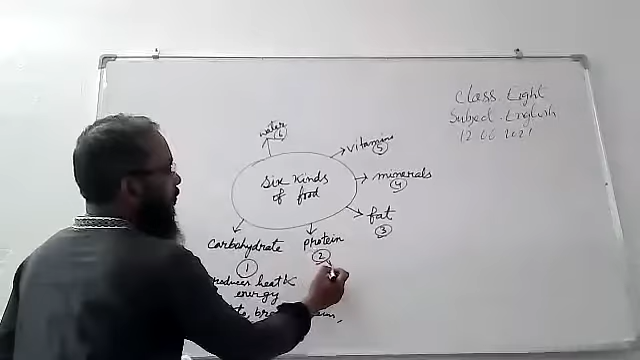 Class. Eight
Subject. English
12 06 2021
water
6
vitamins
5
six kinds
of food
minerals
4
fat
3
carbohydrate
1
protein
2
produces heat &
energy